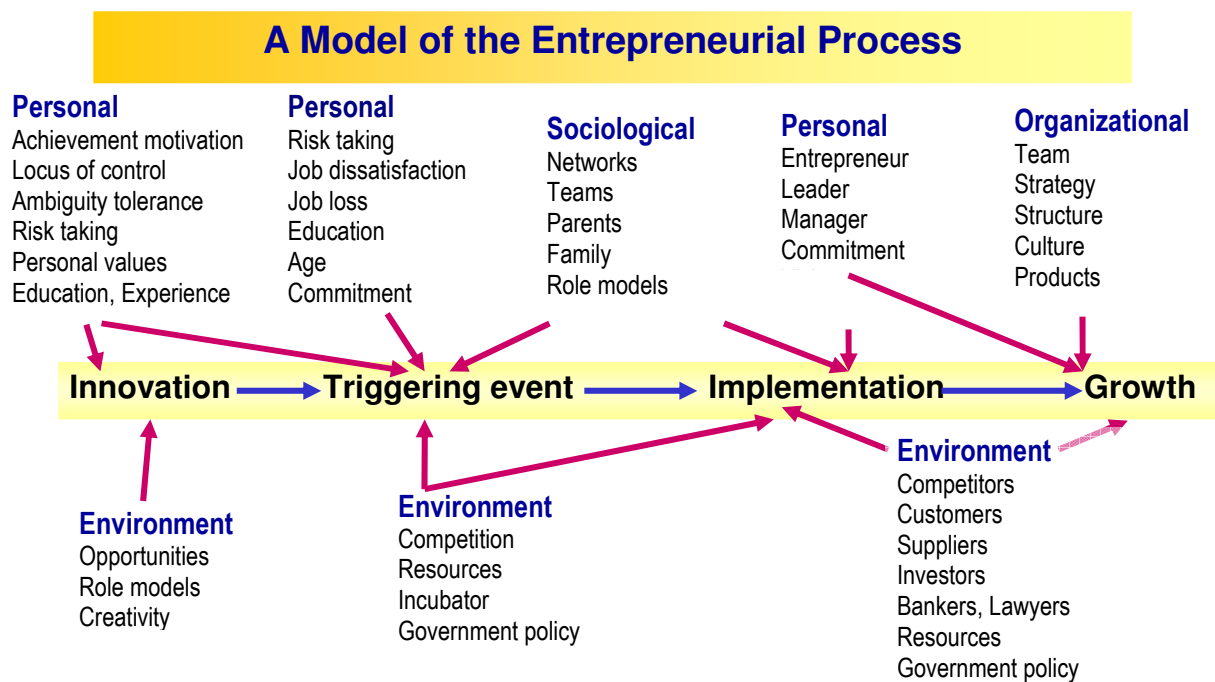 A Model of the Entrepreneurial Process
Personal
Achievement motivation
Locus of control
Ambiguity tolerance
Risk taking
Personal values
Education, Experience
Personal
Risk taking
Job dissatisfaction
Job loss
Education
Age
Commitment
Sociological
Networks
Teams
Parents
Family
Role models
Personal
Entrepreneur
Leader
Manager
Commitment
Organizational
Team
Strategy
Structure
Culture
Products
Innovation
Triggering event
Implementation
Growth
Environment
Opportunities
Role models
Creativity
Environment
Competition
Resources
Incubator
Government policy
Environment
Competitors
Customers
Suppliers
Investors
Bankers, Lawyers
Resources
Government policy